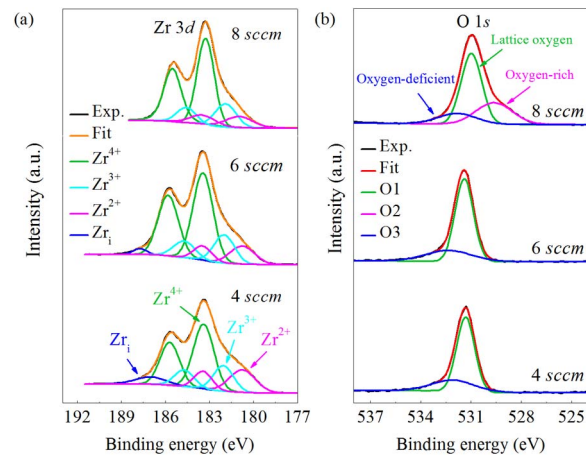 (a)
Zr 3d
8 sccm
Exp.
Fit
Zr⁴⁺
Zr³⁺
Zr²⁺
Zrᵢ
6 sccm
4 sccm
Zr⁴⁺
Zrᵢ
Zr³⁺
Zr²⁺
Intensity (a.u.)
192 189 186 183 180 177
Binding energy (eV)
(b)
O 1s
Lattice oxygen
Oxygen-deficient
Oxygen-rich
8 sccm
Exp.
Fit
O1
O2
O3
6 sccm
4 sccm
Intensity (a.u.)
537 534 531 528 525
Binding energy (eV)